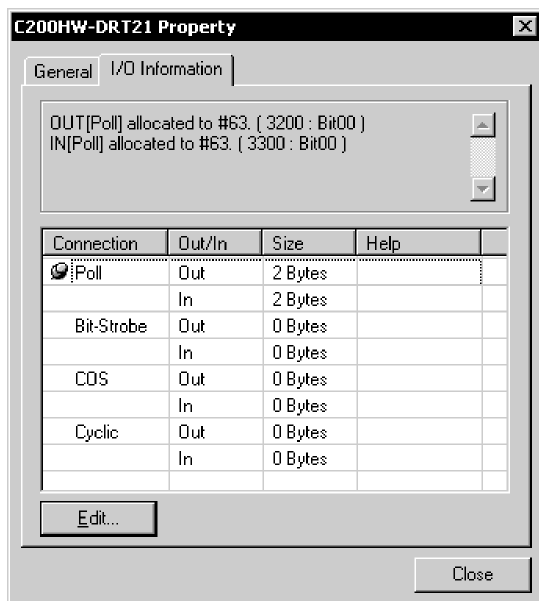 C200HW-DRT21 Property
General I/O Information
OUT[Poll] allocated to #63. ( 3200 : Bit00 )
IN[Poll] allocated to #63. ( 3300 : Bit00 )
Connection Out/In Size Help
Poll Out 2 Bytes
In 2 Bytes
Bit-Strobe Out 0 Bytes
In 0 Bytes
COS Out 0 Bytes
In 0 Bytes
Cyclic Out 0 Bytes
In 0 Bytes
Edit...
Close